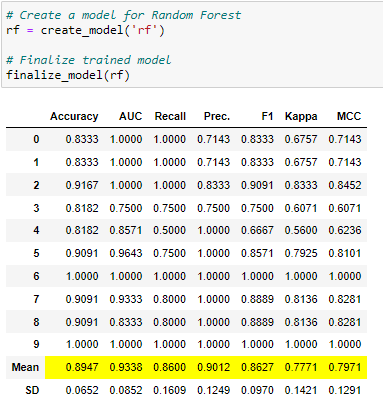 # Create a model for Random Forest
rf = create_model('rf')
# Finalize trained model
finalize_model(rf)
Accuracy AUC Recall Prec. F1 Kappa MCC
0 0.8333 1.0000 1.0000 0.7143 0.8333 0.6757 0.7143
1 0.8333 1.0000 1.0000 0.7143 0.8333 0.6757 0.7143
2 0.9167 1.0000 1.0000 0.8333 0.9091 0.8333 0.8452
3 0.8182 0.7500 0.7500 0.7500 0.7500 0.6071 0.6071
4 0.8182 0.8571 0.5000 1.0000 0.6667 0.5600 0.6236
5 0.9091 0.9643 0.7500 1.0000 0.8571 0.7925 0.8101
6 1.0000 1.0000 1.0000 1.0000 1.0000 1.0000 1.0000
7 0.9091 0.9333 0.8000 1.0000 0.8889 0.8136 0.8281
8 0.9091 0.8333 0.8000 1.0000 0.8889 0.8136 0.8281
9 1.0000 1.0000 1.0000 1.0000 1.0000 1.0000 1.0000
Mean 0.8947 0.9338 0.8600 0.9012 0.8627 0.7771 0.7971
SD 0.0652 0.0852 0.1609 0.1249 0.0970 0.1421 0.1291